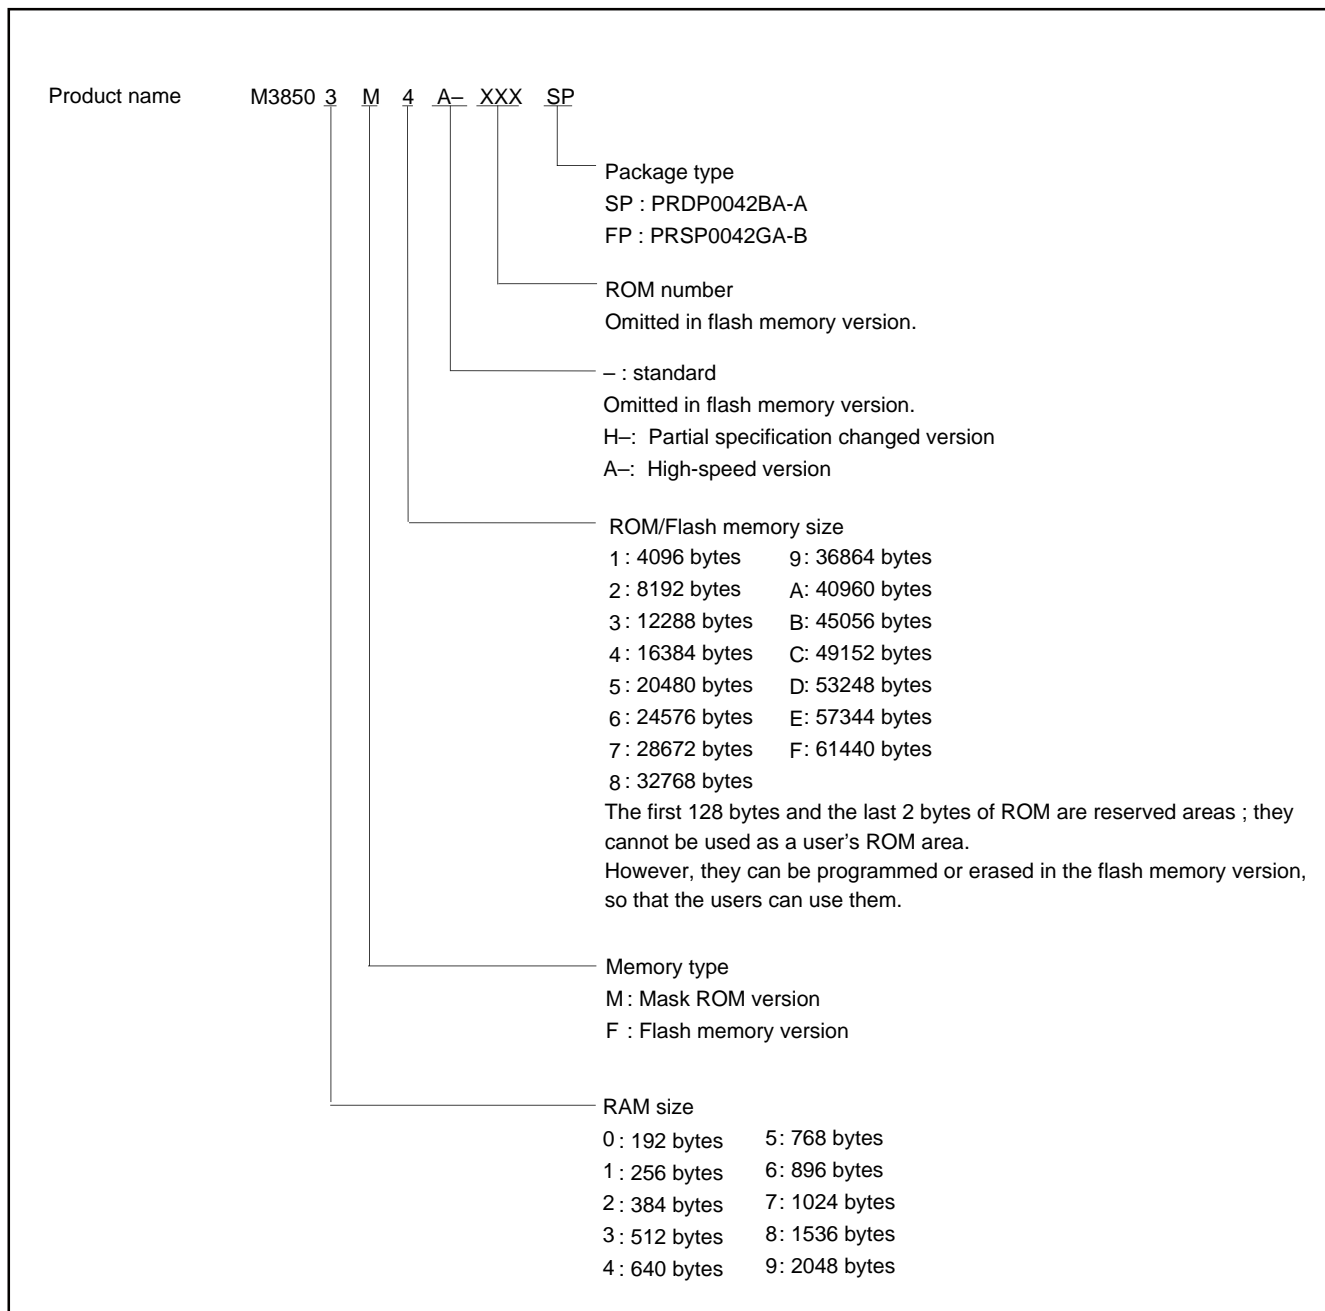 Product name M3850 3 M 4 A– XXX SP
Package type
SP : PRDP0042BA-A
FP : PRSP0042GA-B
ROM number
Omitted in flash memory version.
– : standard
Omitted in flash memory version.
H–: Partial specification changed version
A–: High-speed version
ROM/Flash memory size
1 : 4096 bytes 9: 36864 bytes
2 : 8192 bytes A: 40960 bytes
3 : 12288 bytes B: 45056 bytes
4 : 16384 bytes C: 49152 bytes
5 : 20480 bytes D: 53248 bytes
6 : 24576 bytes E: 57344 bytes
7 : 28672 bytes F: 61440 bytes
8 : 32768 bytes
The first 128 bytes and the last 2 bytes of ROM are reserved areas ; they
cannot be used as a user’s ROM area.
However, they can be programmed or erased in the flash memory version,
so that the users can use them.
Memory type
M : Mask ROM version
F : Flash memory version
RAM size
0 : 192 bytes 5: 768 bytes
1 : 256 bytes 6: 896 bytes
2 : 384 bytes 7: 1024 bytes
3 : 512 bytes 8: 1536 bytes
4 : 640 bytes 9: 2048 bytes